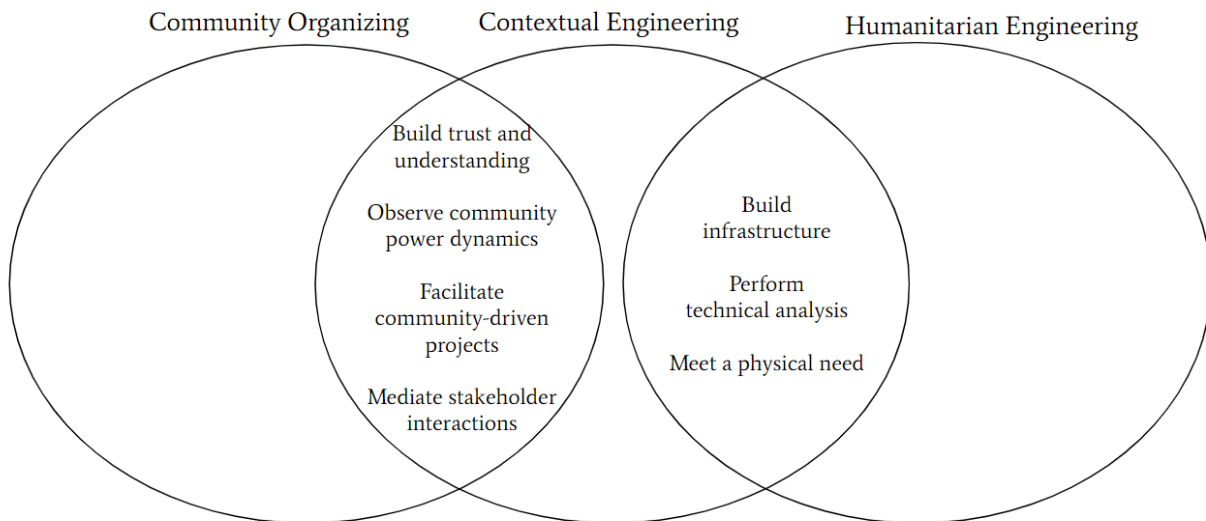 Community Organizing
Contextual Engineering
Humanitarian Engineering
Build trust and
understanding
Observe community
power dynamics
Facilitate
community-driven
projects
Mediate stakeholder
interactions
Build
infrastructure
Perform
technical analysis
Meet a physical need